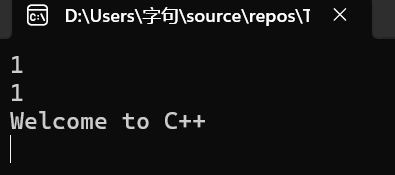 D:\Users\字句\source\repos\T
1
1
Welcome to C++